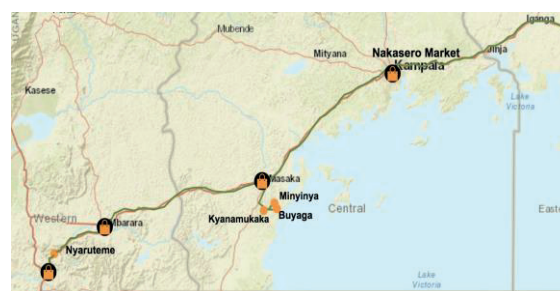 Mubende
Iganga
Mityana
Jinja
Nakasero Market
Kampala
Kasese
Lake
Victoria
Masaka
Minyinya
Western
Mbarara
Kyanamukaka
Buyaga
Central
East
Nyaruteme
Lake
Victoria